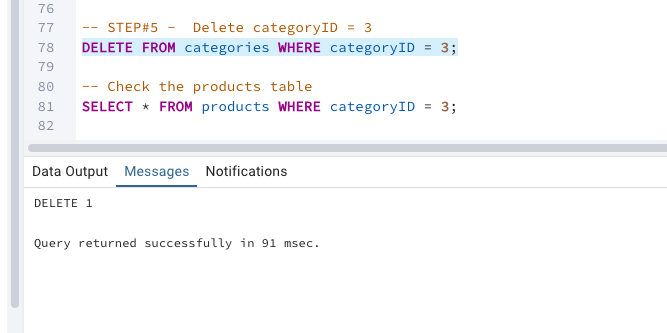 76
77 -- STEP#5 -  Delete categoryID = 3
78 DELETE FROM categories WHERE categoryID = 3;
79
80 -- Check the products table
81 SELECT * FROM products WHERE categoryID = 3;
82
Data Output Messages Notifications
DELETE 1
Query returned successfully in 91 msec.